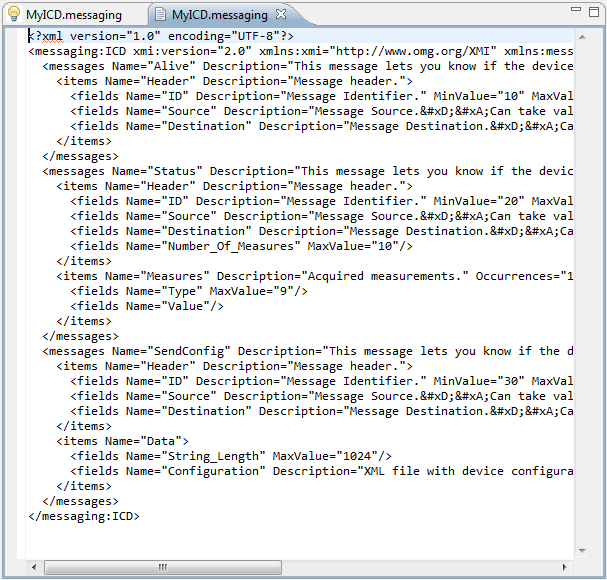 MyICD.messaging MyICD.messaging
<?xml version="1.0" encoding="UTF-8"?>
<messaging:ICD xmi:version="2.0" xmlns:xmi="http://www.omg.org/XMI" xmlns:mess
<messages Name="Alive" Description="This message lets you know if the device
<items Name="Header" Description="Message header.">
<fields Name="ID" Description="Message Identifier." MinValue="10" MaxVal
<fields Name="Source" Description="Message Source.&#xD;&#xA;Can take val
<fields Name="Destination" Description="Message Destination.&#xD;&#xA;Ca
</items>
</messages>
<messages Name="Status" Description="This message lets you know if the devic
<items Name="Header" Description="Message header.">
<fields Name="ID" Description="Message Identifier." MinValue="20" MaxVal
<fields Name="Source" Description="Message Source.&#xD;&#xA;Can take val
<fields Name="Destination" Description="Message Destination.&#xD;&#xA;Ca
<fields Name="Number_Of_Measures" MaxValue="10"/>
</items>
<items Name="Measures" Description="Acquired measurements." Occurrences="1
<fields Name="Type" MaxValue="9"/>
<fields Name="Value"/>
</items>
</messages>
<messages Name="SendConfig" Description="This message lets you know if the d
<items Name="Header" Description="Message header.">
<fields Name="ID" Description="Message Identifier." MinValue="30" MaxVal
<fields Name="Source" Description="Message Source.&#xD;&#xA;Can take val
<fields Name="Destination" Description="Message Destination.&#xD;&#xA;Ca
</items>
<items Name="Data">
<fields Name="String_Length" MaxValue="1024"/>
<fields Name="Configuration" Description="XML file with device configura
</items>
</messages>
</messaging:ICD>